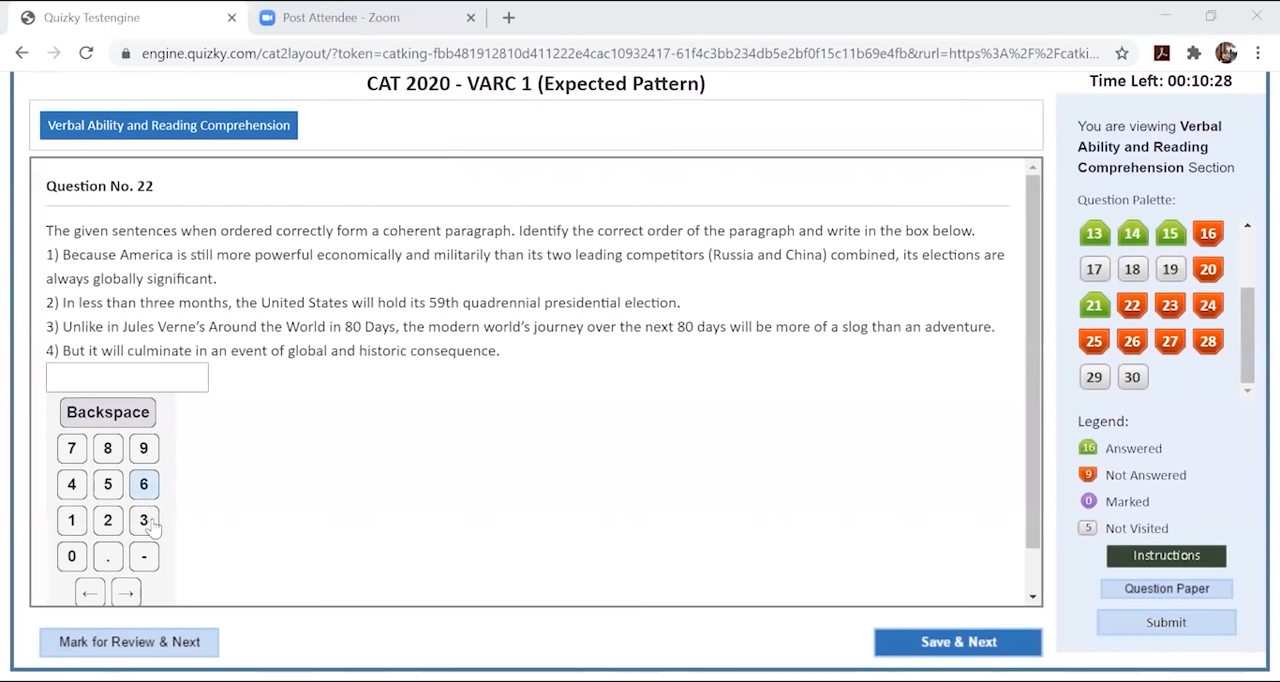 Quizky Testengine
Post Attendee - Zoom
engine.quizky.com/cat2layout/?token=catking-fbb481912810d411222e4cac10932417-61f4c3bb234db5e2bf0f15c11b69e4fb&rurl=https%3A%2F%2Fcatki...
CAT 2020 - VARC 1 (Expected Pattern)
Time Left: 00:10:28
Verbal Ability and Reading Comprehension
Question No. 22
The given sentences when ordered correctly form a coherent paragraph. Identify the correct order of the paragraph and write in the box below.
1) Because America is still more powerful economically and militarily than its two leading competitors (Russia and China) combined, its elections are
always globally significant.
2) In less than three months, the United States will hold its 59th quadrennial presidential election.
3) Unlike in Jules Verne's Around the World in 80 Days, the modern world's journey over the next 80 days will be more of a slog than an adventure.
4) But it will culminate in an event of global and historic consequence.
Backspace
7 8 9
4 5 6
1 2 3
0 . -
← →
Mark for Review & Next
Save & Next
You are viewing Verbal
Ability and Reading
Comprehension Section
Question Palette:
13 14 15 16
17 18 19 20
21 22 23 24
25 26 27 28
29 30
Legend:
16 Answered
9 Not Answered
0 Marked
5 Not Visited
Instructions
Question Paper
Submit